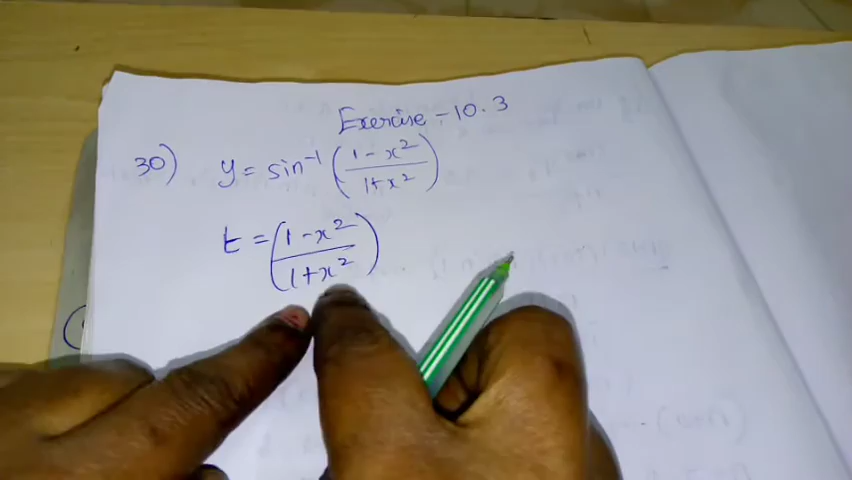 Exercise - 10.3
30) y = sin⁻¹ (1 - x² / 1 + x²)
t = (1 - x² / 1 + x²)